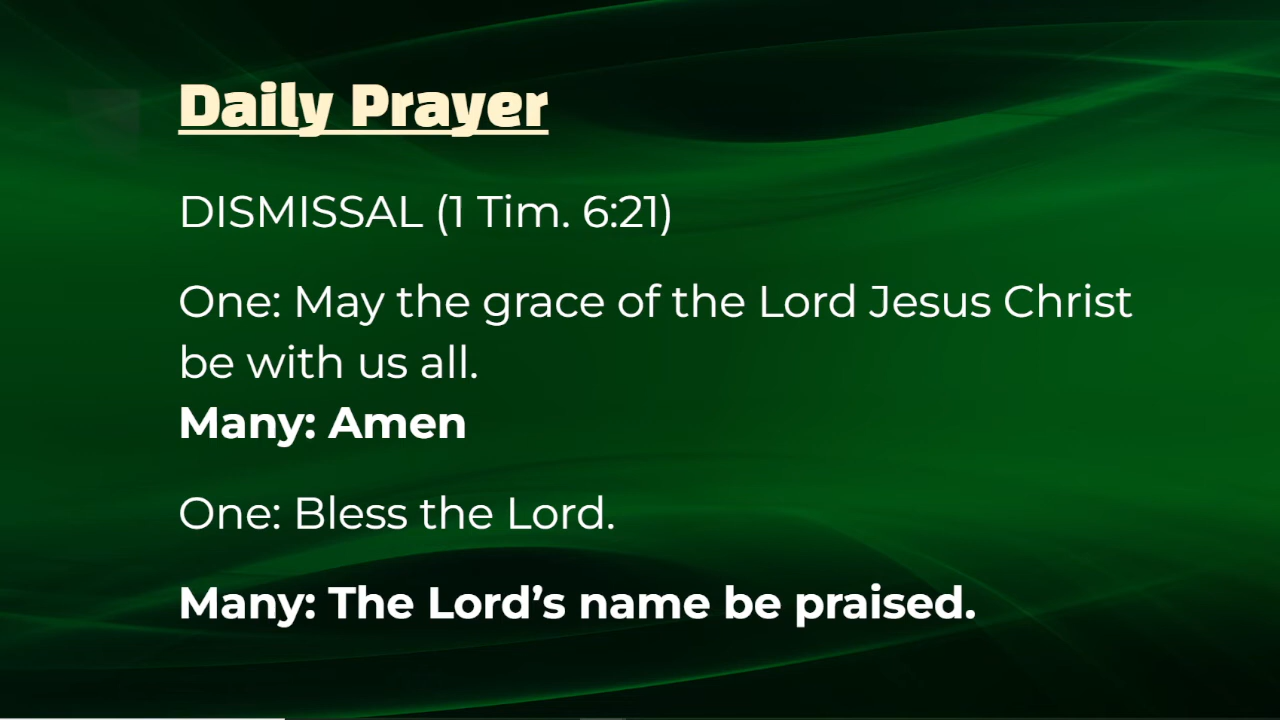 Daily Prayer
DISMISSAL (1 Tim. 6:21)
One: May the grace of the Lord Jesus Christ
be with us all.
Many: Amen
One: Bless the Lord.
Many: The Lord’s name be praised.